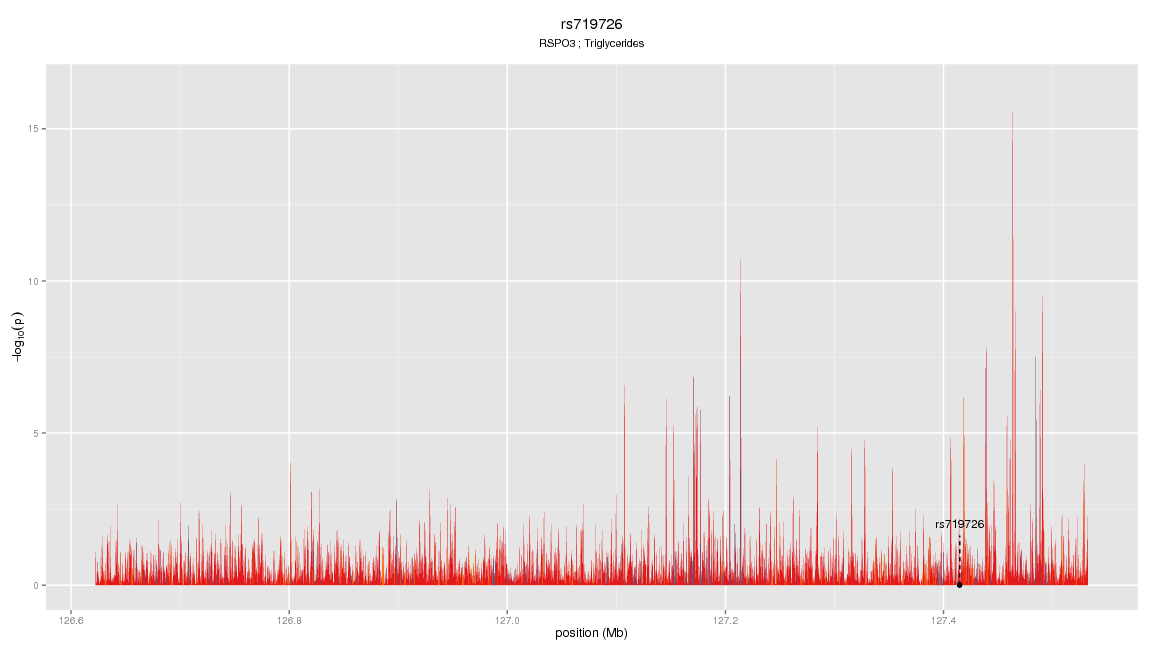 rs719726
RSPO3 ; Triglycerides
15
10
5
0
−log10(p)
rs719726
126.6
126.8
127.0
127.2
127.4
position (Mb)